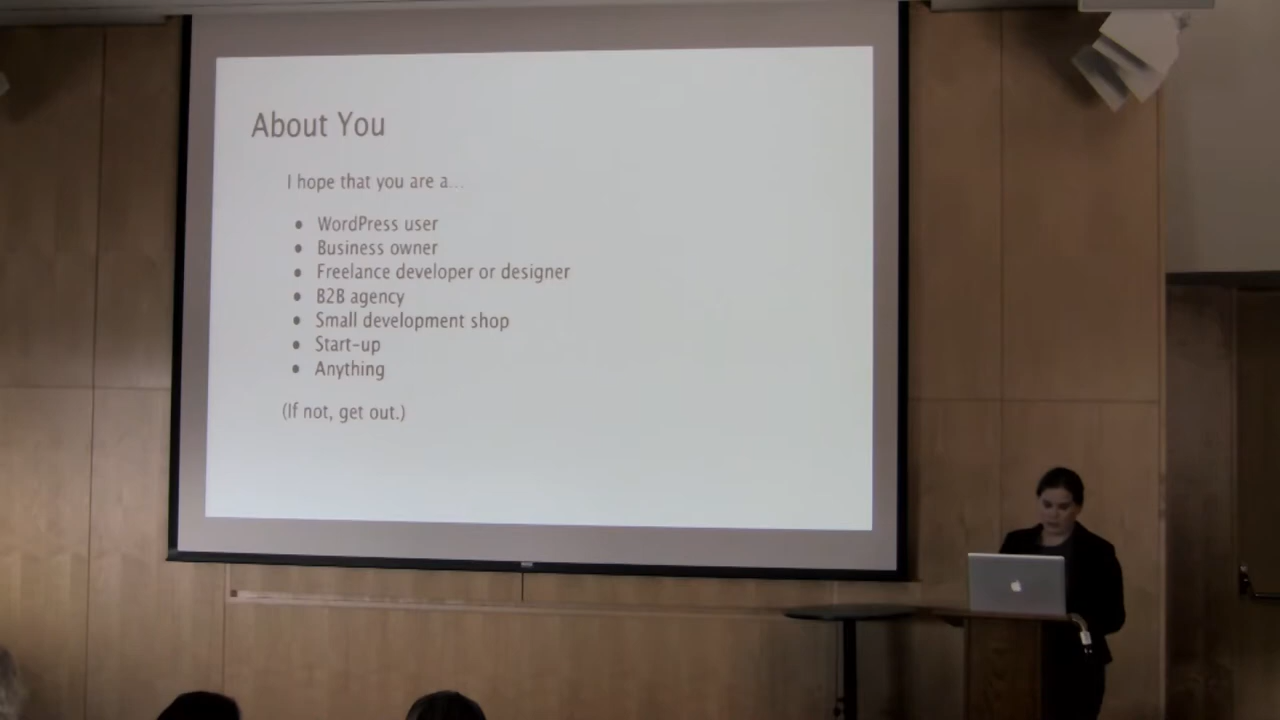 About You
I hope that you are a...
• WordPress user
• Business owner
• Freelance developer or designer
• B2B agency
• Small development shop
• Start-up
• Anything
(If not, get out.)